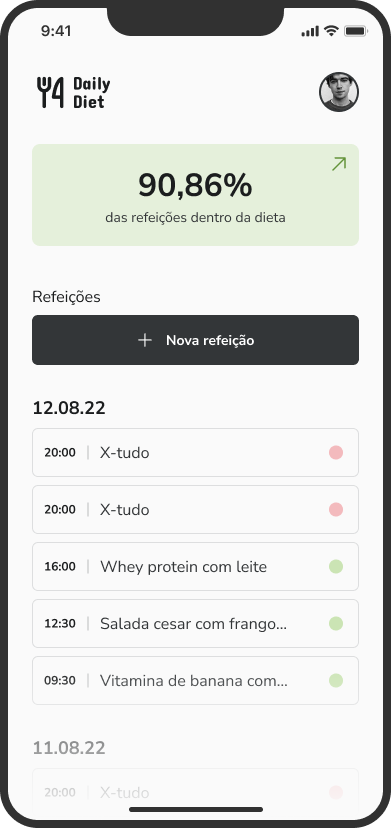 9:41
Daily
Diet
90,86%
das refeições dentro da dieta
Refeições
Nova refeição
12.08.22
20:00 X-tudo
20:00 X-tudo
16:00 Whey protein com leite
12:30 Salada cesar com frango...
09:30 Vitamina de banana com...
11.08.22
20:00 X-tudo